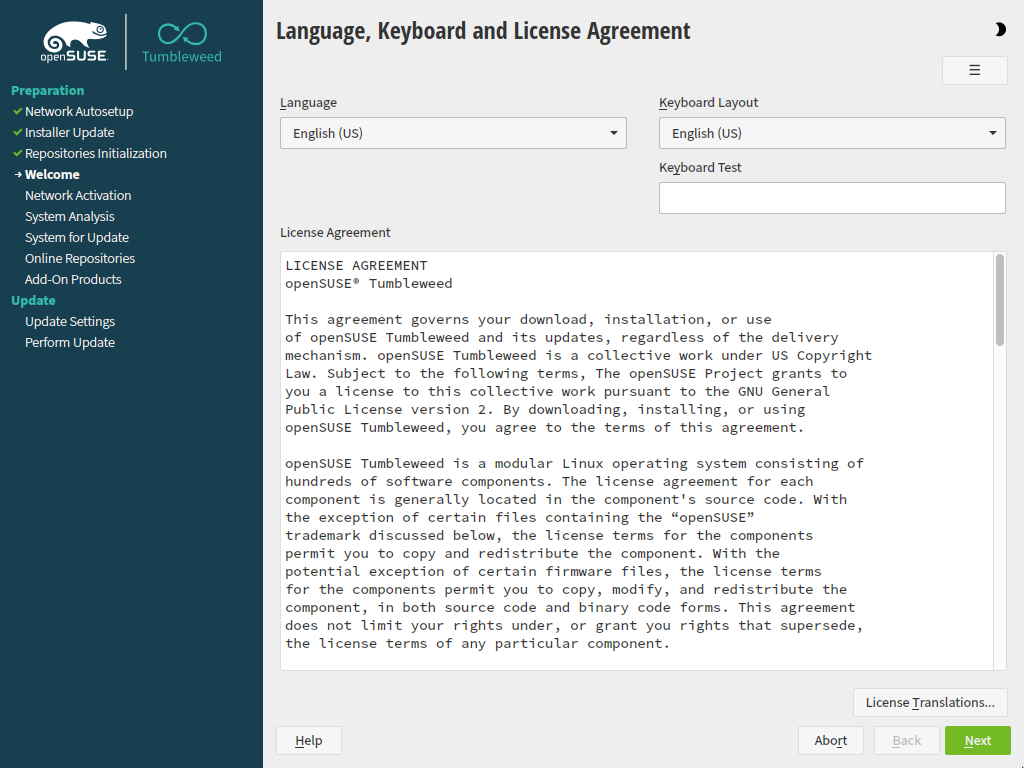 openSUSE
Tumbleweed
Preparation
Network Autosetup
Installer Update
Repositories Initialization
Welcome
Network Activation
System Analysis
System for Update
Online Repositories
Add-On Products
Update
Update Settings
Perform Update
Language, Keyboard and License Agreement
Language
Keyboard Layout
English (US)
English (US)
Keyboard Test
License Agreement
LICENSE AGREEMENT
openSUSE® Tumbleweed
This agreement governs your download, installation, or use
of openSUSE Tumbleweed and its updates, regardless of the delivery
mechanism. openSUSE Tumbleweed is a collective work under US Copyright
Law. Subject to the following terms, The openSUSE Project grants to
you a license to this collective work pursuant to the GNU General
Public License version 2. By downloading, installing, or using
openSUSE Tumbleweed, you agree to the terms of this agreement.
openSUSE Tumbleweed is a modular Linux operating system consisting of
hundreds of software components. The license agreement for each
component is generally located in the component's source code. With
the exception of certain files containing the “openSUSE”
trademark discussed below, the license terms for the components
permit you to copy and redistribute the component. With the
potential exception of certain firmware files, the license terms
for the components permit you to copy, modify, and redistribute the
component, in both source code and binary code forms. This agreement
does not limit your rights under, or grant you rights that supersede,
the license terms of any particular component.
License Translations...
Help
Abort
Back
Next